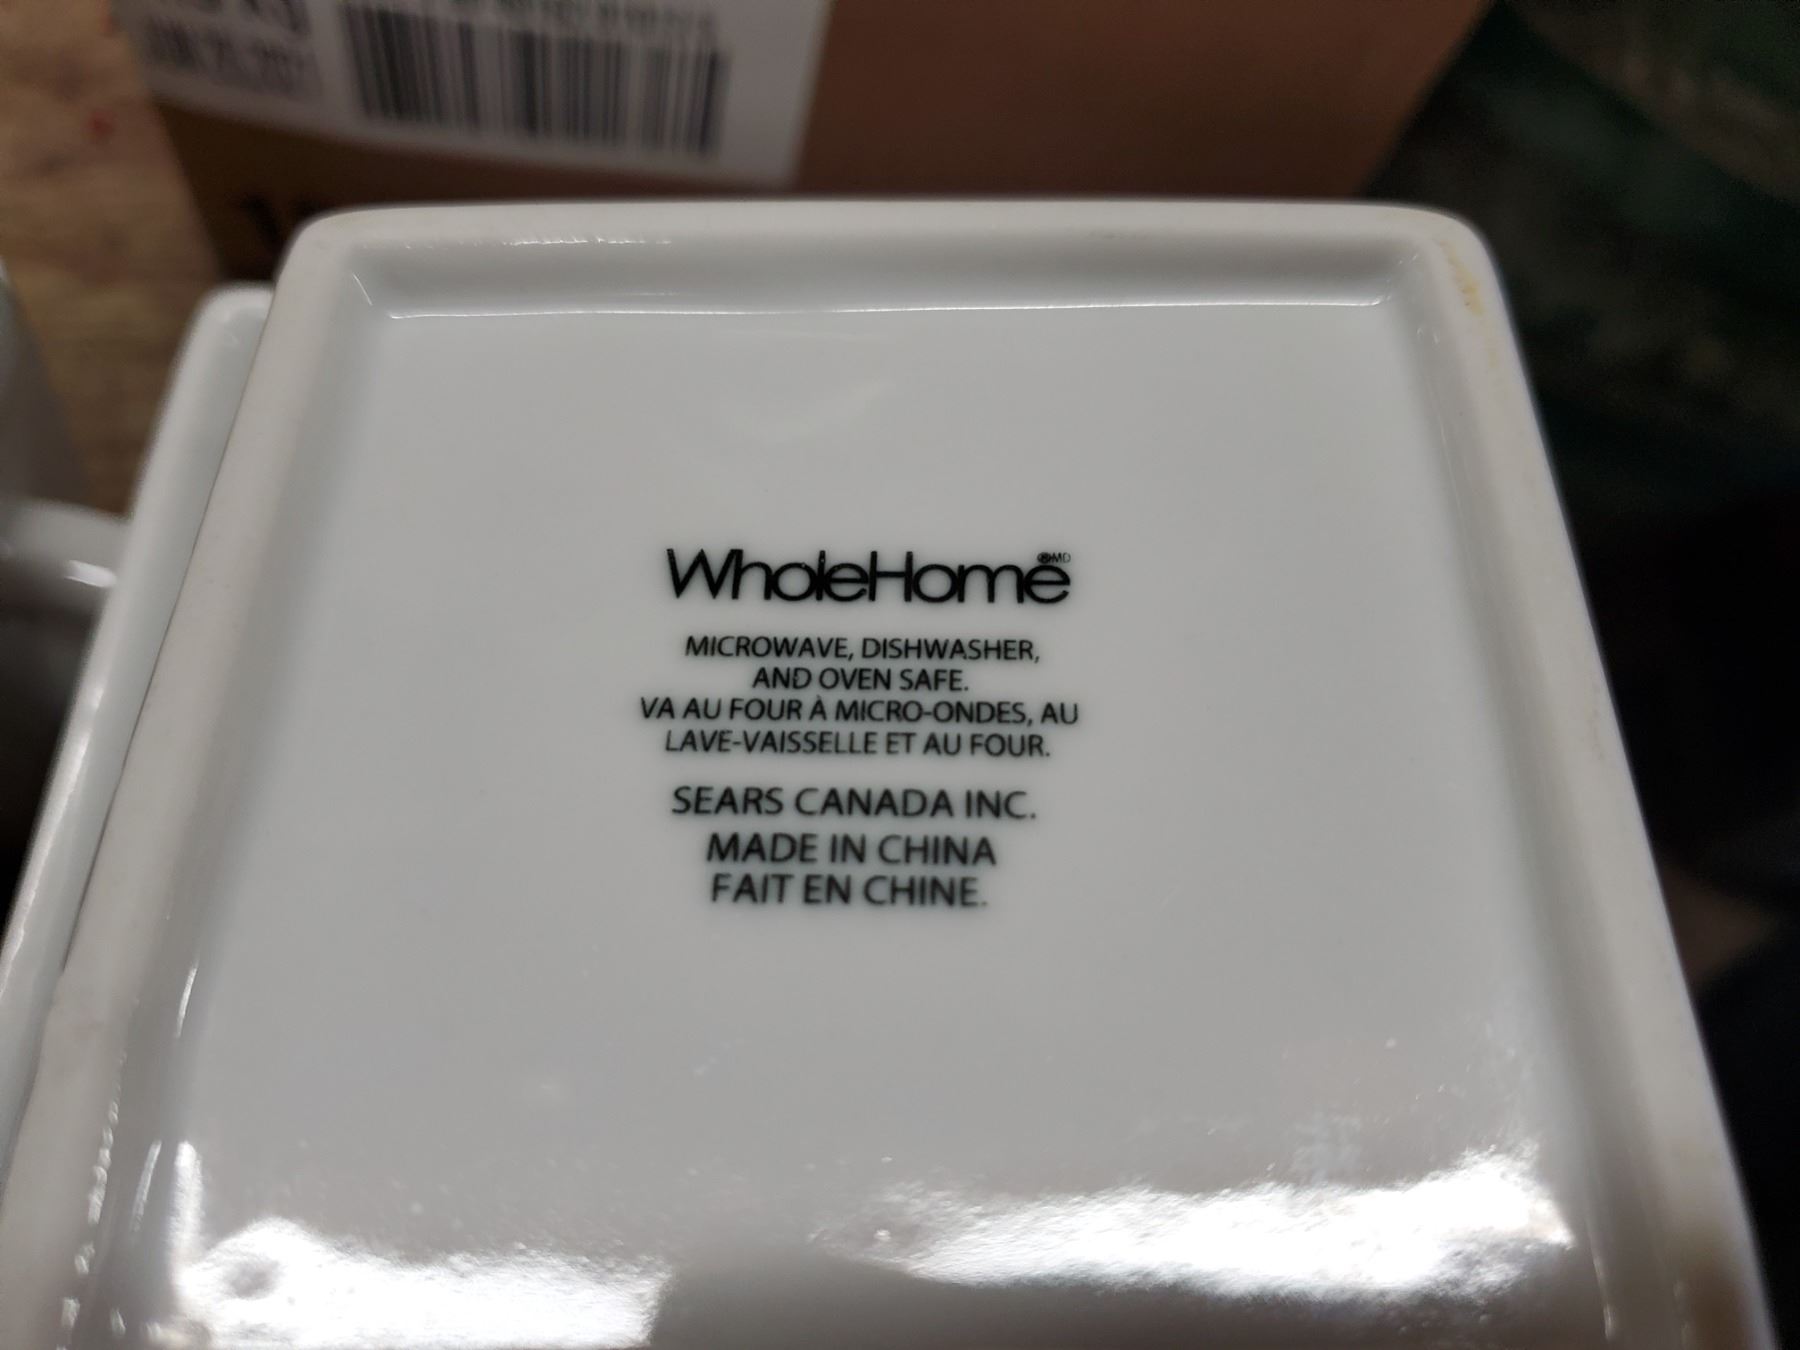 WholeHome ®MD
MICROWAVE, DISHWASHER,
AND OVEN SAFE.
VA AU FOUR À MICRO-ONDES, AU
LAVE-VAISSELLE ET AU FOUR.
SEARS CANADA INC.
MADE IN CHINA
FAIT EN CHINE.